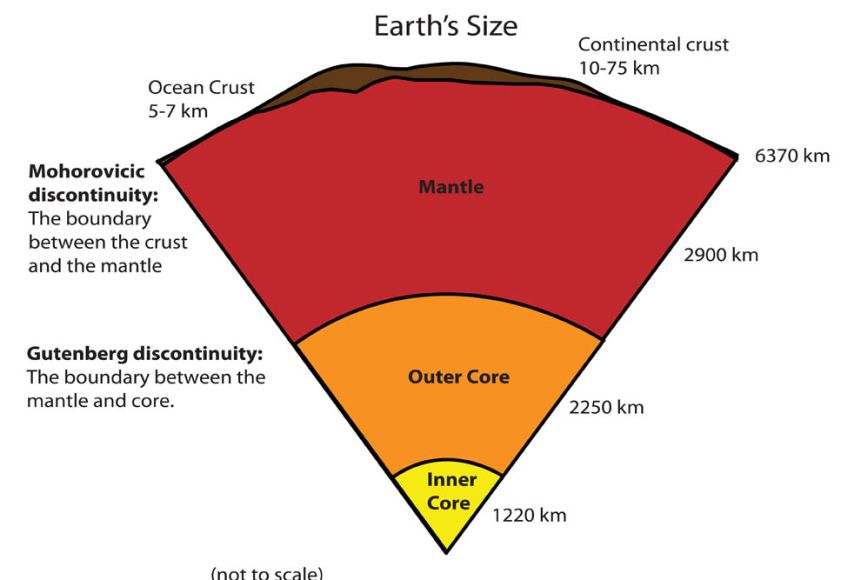 Earth's Size
Continental crust
10-75 km
Ocean Crust
5-7 km
6370 km
Mohorovicic
discontinuity:
The boundary
between the crust
and the mantle
Mantle
2900 km
Gutenberg discontinuity:
The boundary between the
mantle and core.
Outer Core
2250 km
Inner
Core
1220 km
(not to scale)